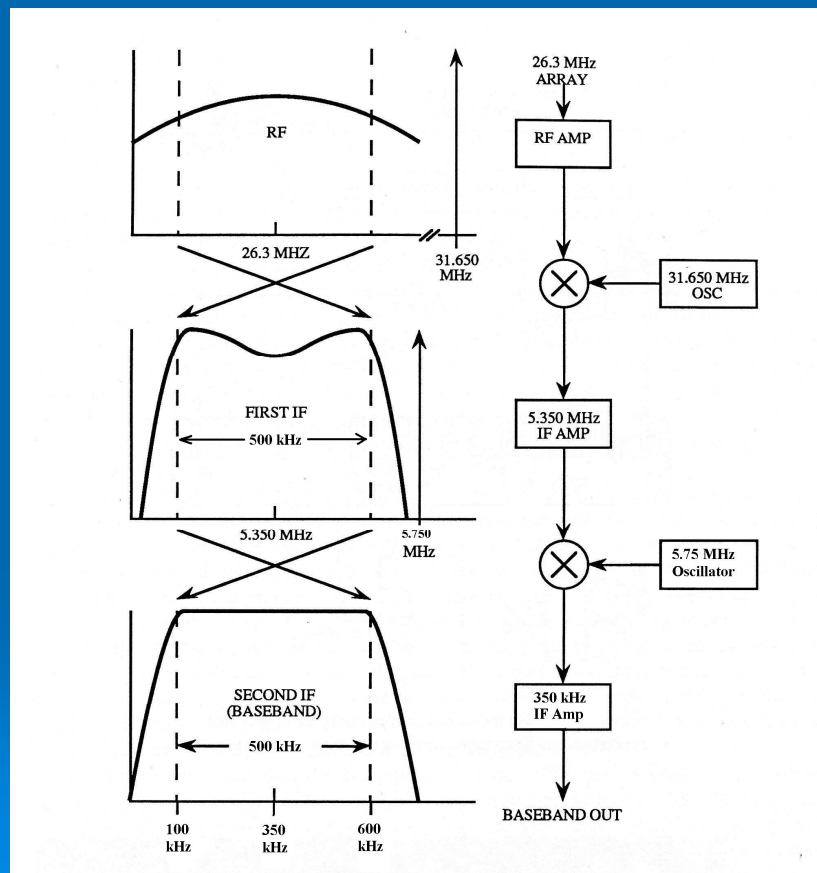 26.3 MHz
ARRAY
RF AMP
RF
26.3 MHZ
31.650
MHz
31.650 MHz
OSC
FIRST IF
500 kHz
5.350 MHz
5.750
MHz
5.350 MHz
IF AMP
5.75 MHz
Oscillator
SECOND IF
(BASEBAND)
500 kHz
350 kHz
IF Amp
100
kHz
350
kHz
600
kHz
BASEBAND OUT